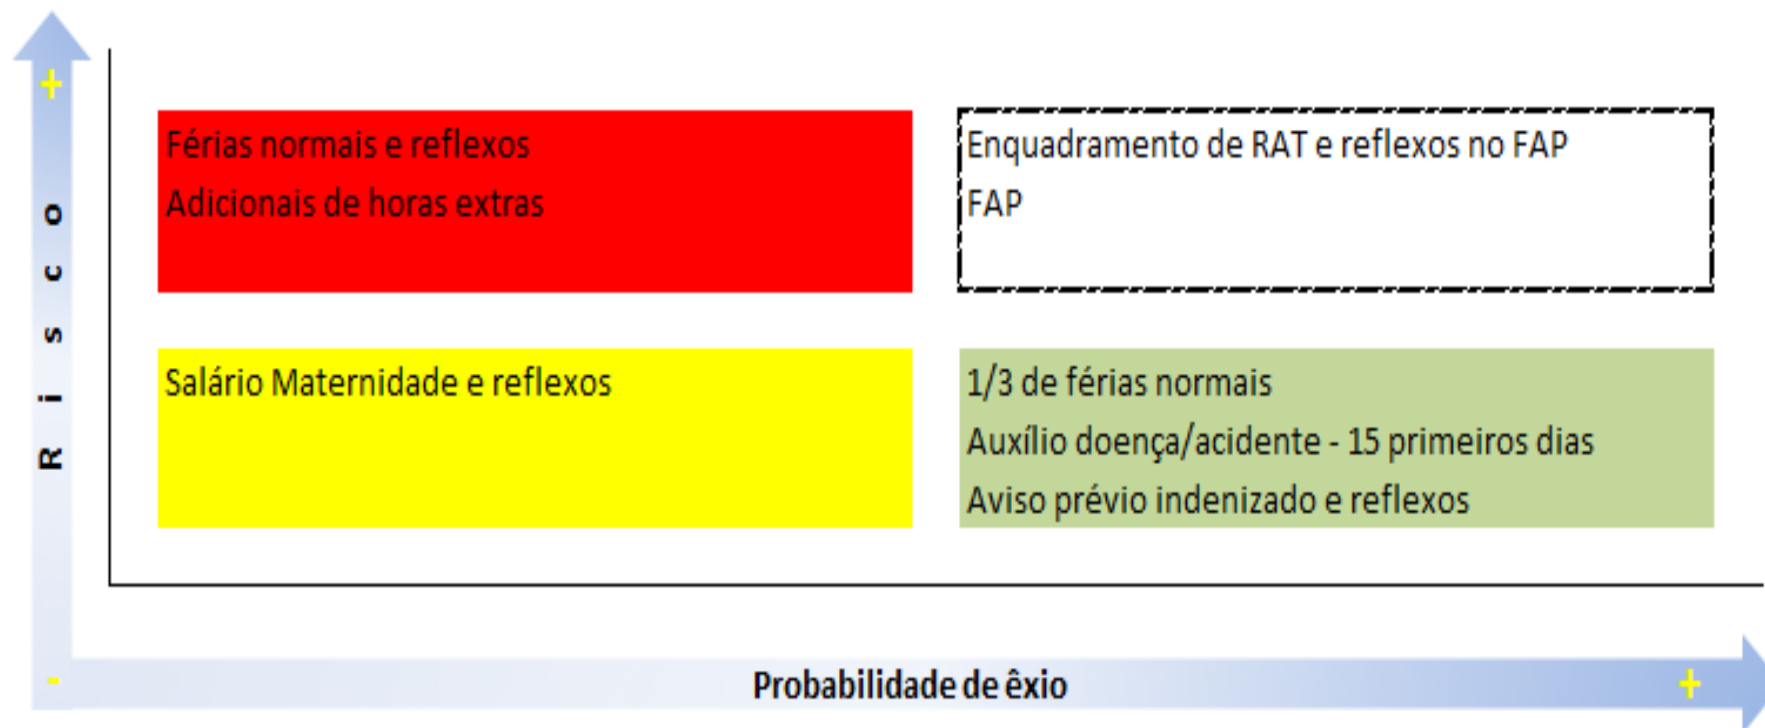 +
Risco
-
Férias normais e reflexos
Adicionais de horas extras
Enquadramento de RAT e reflexos no FAP
FAP
Salário Maternidade e reflexos
1/3 de férias normais
Auxílio doença/acidente - 15 primeiros dias
Aviso prévio indenizado e reflexos
Probabilidade de êxio
+